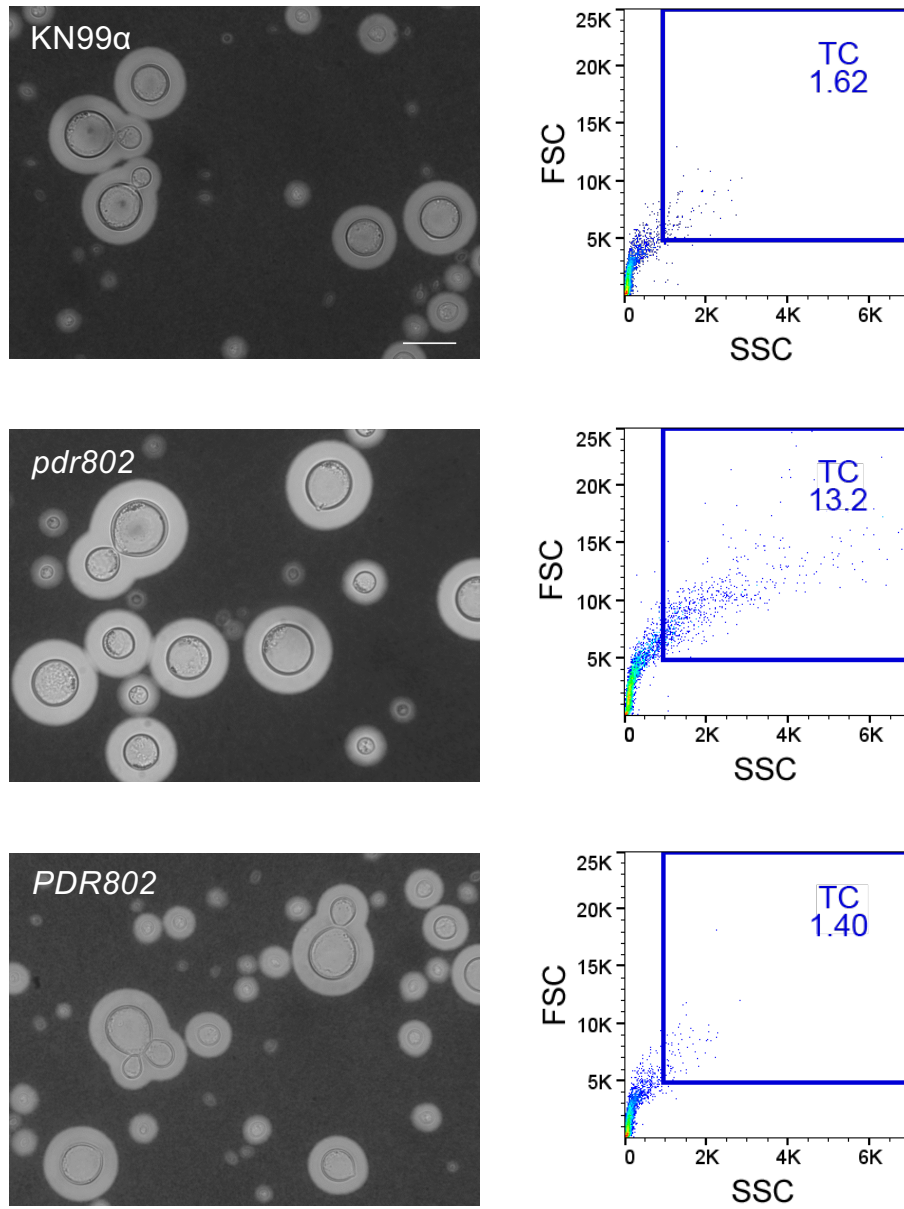 KN99α
25K
20K
15K
10K
5K
FSC
TC
1.62
0 2K 4K 6K
SSC
pdr802
25K
20K
15K
10K
5K
FSC
TC
13.2
0 2K 4K 6K
SSC
PDR802
25K
20K
15K
10K
5K
FSC
TC
1.40
0 2K 4K 6K
SSC